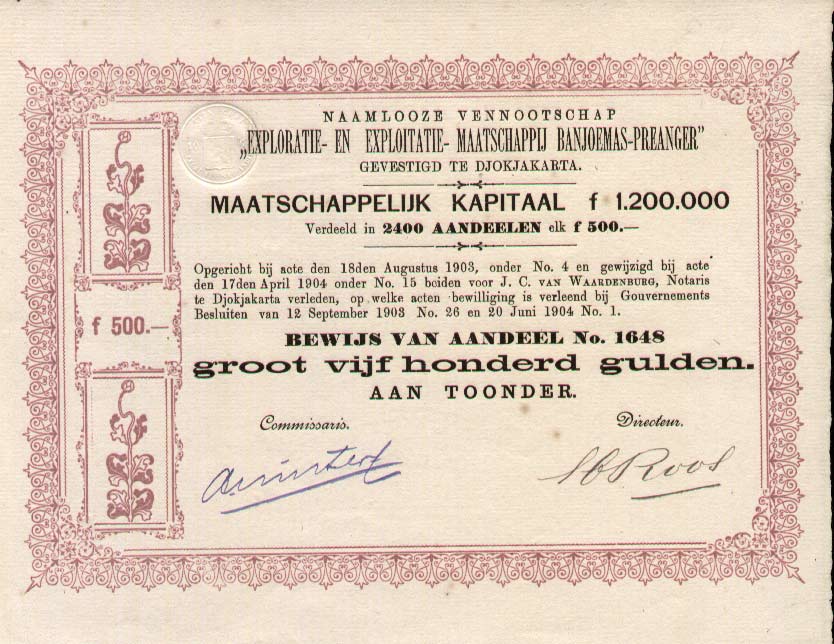 NAAMLOOZE VENNOOTSCHAP
„EXPLORATIE- EN EXPLOITATIE- MAATSCHAPPIJ BANJOEMAS-PREANGER”
GEVESTIGD TE DJOKJAKARTA.
MAATSCHAPPELIJK KAPITAAL f 1.200.000
Verdeeld in 2400 AANDEELEN elk f 500.—
Opgericht bij acte den 18den Augustus 1903, onder No. 4 en gewijzigd bij acte
den 17den April 1904 onder No. 15 beiden voor J. C. VAN WAARDENBURG, Notaris
te Djokjakarta verleden, op welke acten bewilliging is verleend bij Gouvernements
Besluiten van 12 September 1903 No. 26 en 20 Juni 1904 No. 1.
f 500.—
BEWIJS VAN AANDEEL No. 1648
groot vijf honderd gulden.
AAN TOONDER.
Commissaris. Directeur.
Roos